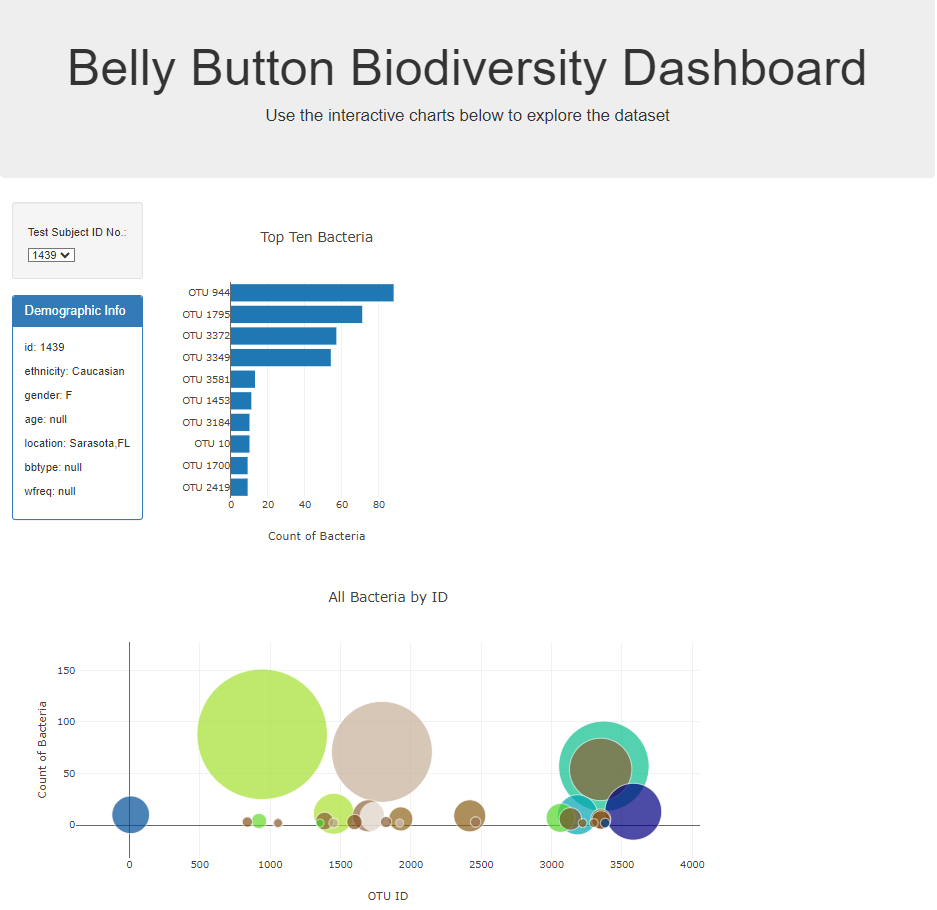 Belly Button Biodiversity Dashboard
Use the interactive charts below to explore the dataset
Test Subject ID No.:
1439
Demographic Info
id: 1439
ethnicity: Caucasian
gender: F
age: null
location: Sarasota,FL
bbtype: null
wfreq: null
Top Ten Bacteria
OTU 944
OTU 1795
OTU 3372
OTU 3349
OTU 3581
OTU 1453
OTU 3184
OTU 10
OTU 1700
OTU 2419
0 20 40 60 80
Count of Bacteria
All Bacteria by ID
Count of Bacteria
150
100
50
0
0 500 1000 1500 2000 2500 3000 3500 4000
OTU ID